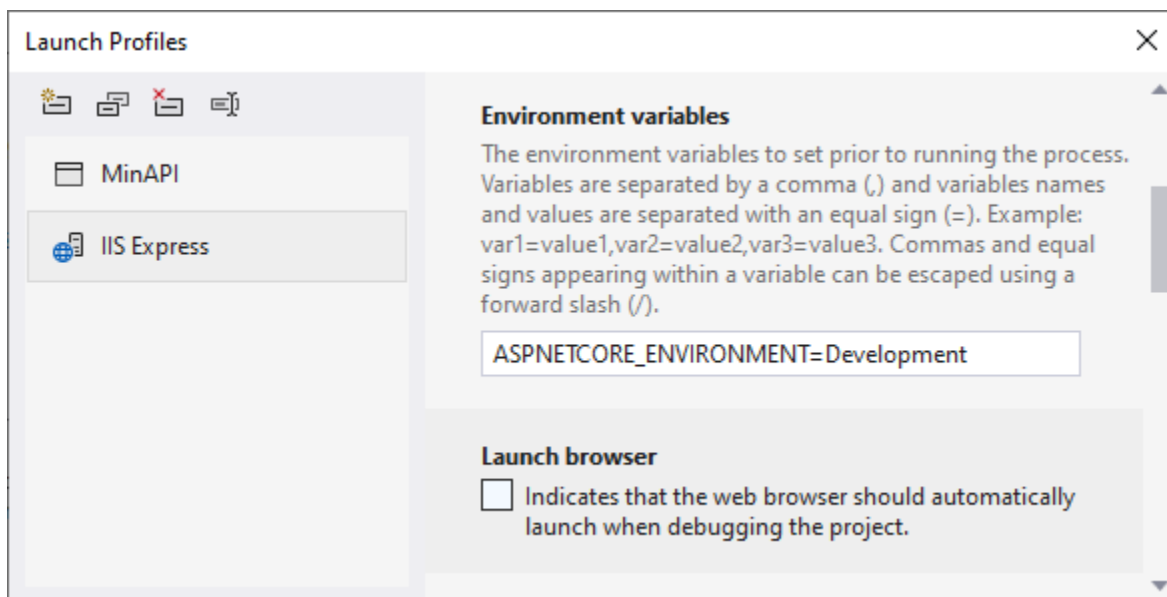 Launch Profiles
MinAPI
IIS Express
Environment variables
The environment variables to set prior to running the process.
Variables are separated by a comma (,) and variables names
and values are separated with an equal sign (=). Example:
var1=value1,var2=value2,var3=value3. Commas and equal
signs appearing within a variable can be escaped using a
forward slash (/).
ASPNETCORE_ENVIRONMENT=Development
Launch browser
Indicates that the web browser should automatically
launch when debugging the project.